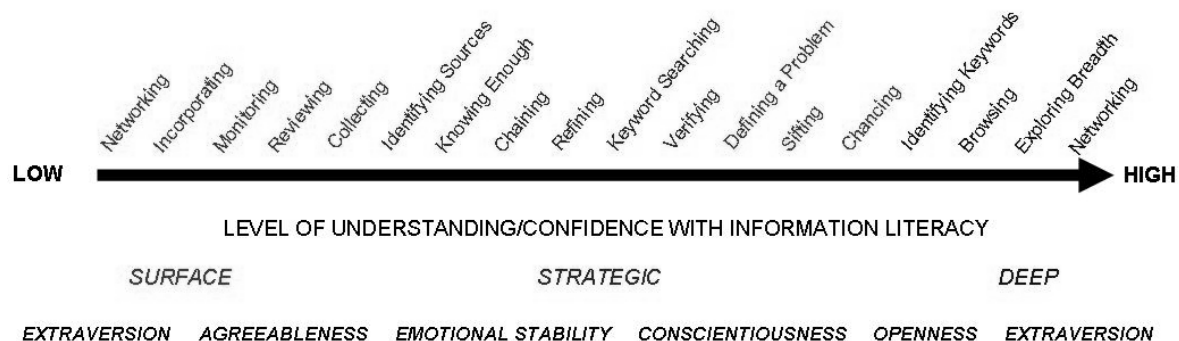 Networking
Incorporating
Monitoring
Reviewing
Collecting
Identifying Sources
Knowing Enough
Chaining
Refining
Keyword Searching
Verifying
Defining a Problem
Sifting
Chancing
Identifying Keywords
Browsing
Exploring Breadth
Networking
LOW HIGH
LEVEL OF UNDERSTANDING/CONFIDENCE WITH INFORMATION LITERACY
SURFACE STRATEGIC DEEP
EXTRAVERSION AGREEABLENESS EMOTIONAL STABILITY CONSCIENTIOUSNESS OPENNESS EXTRAVERSION